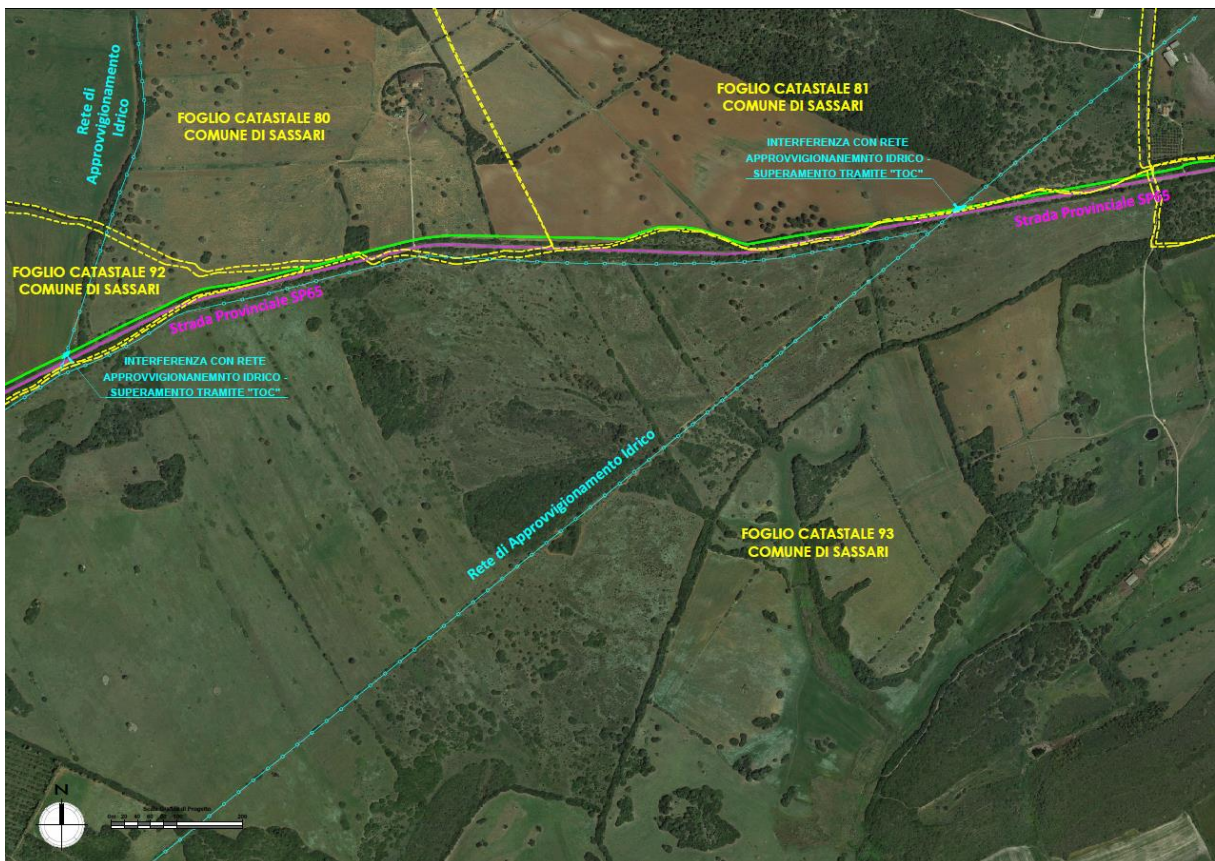 Rete di
Approvvigionamento
Idrico
FOGLIO CATASTALE 80
COMUNE DI SASSARI
FOGLIO CATASTALE 81
COMUNE DI SASSARI
INTERFERENZA CON RETE
APPROVVIGIONANEMNTO IDRICO -
SUPERAMENTO TRAMITE "TOC"
Strada Provinciale SP65
FOGLIO CATASTALE 92
COMUNE DI SASSARI
Strada Provinciale SP65
INTERFERENZA CON RETE
APPROVVIGIONANEMNTO IDRICO -
SUPERAMENTO TRAMITE "TOC"
Rete di Approvvigionamento Idrico
FOGLIO CATASTALE 93
COMUNE DI SASSARI
N